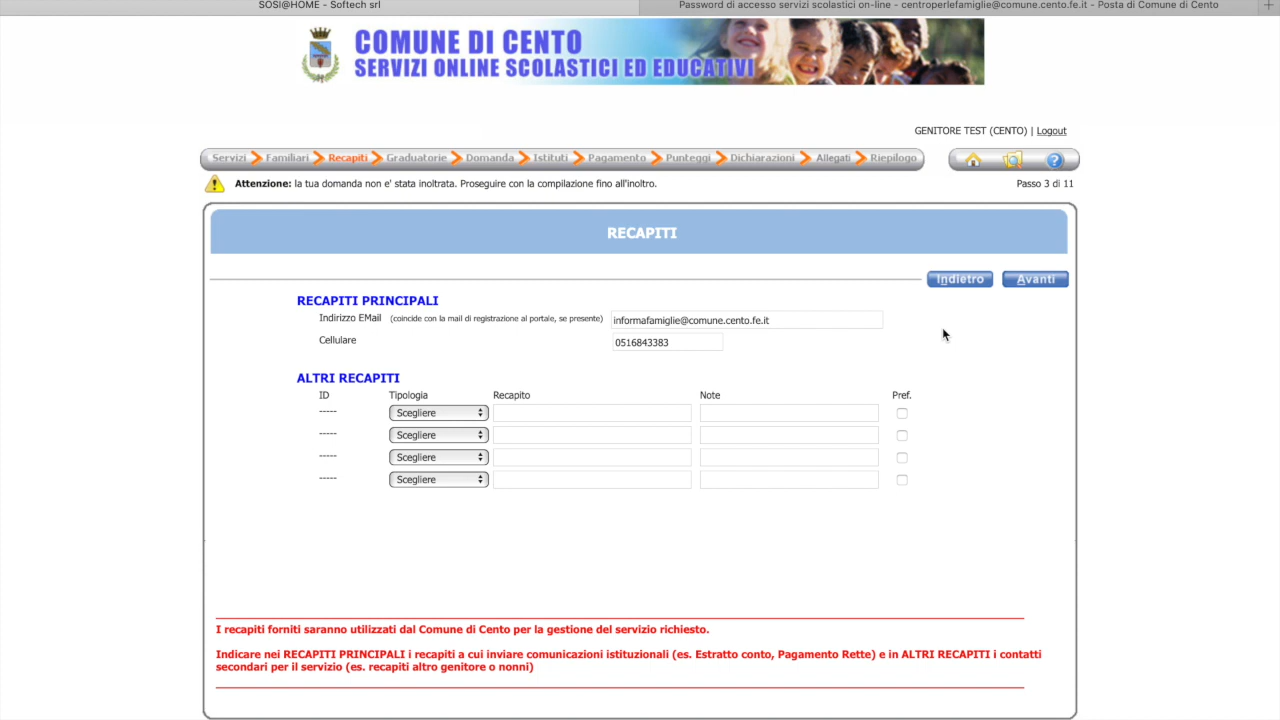 SOSI@HOME - Softech srl
Password di accesso servizi scolastici on-line - centroperlefamiglie@comune.cento.fe.it - Posta di Comune di Cento
COMUNE DI CENTO
SERVIZI ONLINE SCOLASTICI ED EDUCATIVI
GENITORE TEST (CENTO) | Logout
Servizi Familiari Recapiti Graduatorie Domanda Istituti Pagamento Punteggi Dichiarazioni Allegati Riepilogo
Attenzione: la tua domanda non e' stata inoltrata. Proseguire con la compilazione fino all'inoltro.
Passo 3 di 11
RECAPITI
Indietro Avanti
RECAPITI PRINCIPALI
Indirizzo EMail (coincide con la mail di registrazione al portale, se presente) informafamiglie@comune.cento.fe.it
Cellulare 0516843383
ALTRI RECAPITI
ID Tipologia Recapito Note Pref.
----- Scegliere
----- Scegliere
----- Scegliere
----- Scegliere
I recapiti forniti saranno utilizzati dal Comune di Cento per la gestione del servizio richiesto.
Indicare nei RECAPITI PRINCIPALI i recapiti a cui inviare comunicazioni istituzionali (es. Estratto conto, Pagamento Rette) e in ALTRI RECAPITI i contatti
secondari per il servizio (es. recapiti altro genitore o nonni)